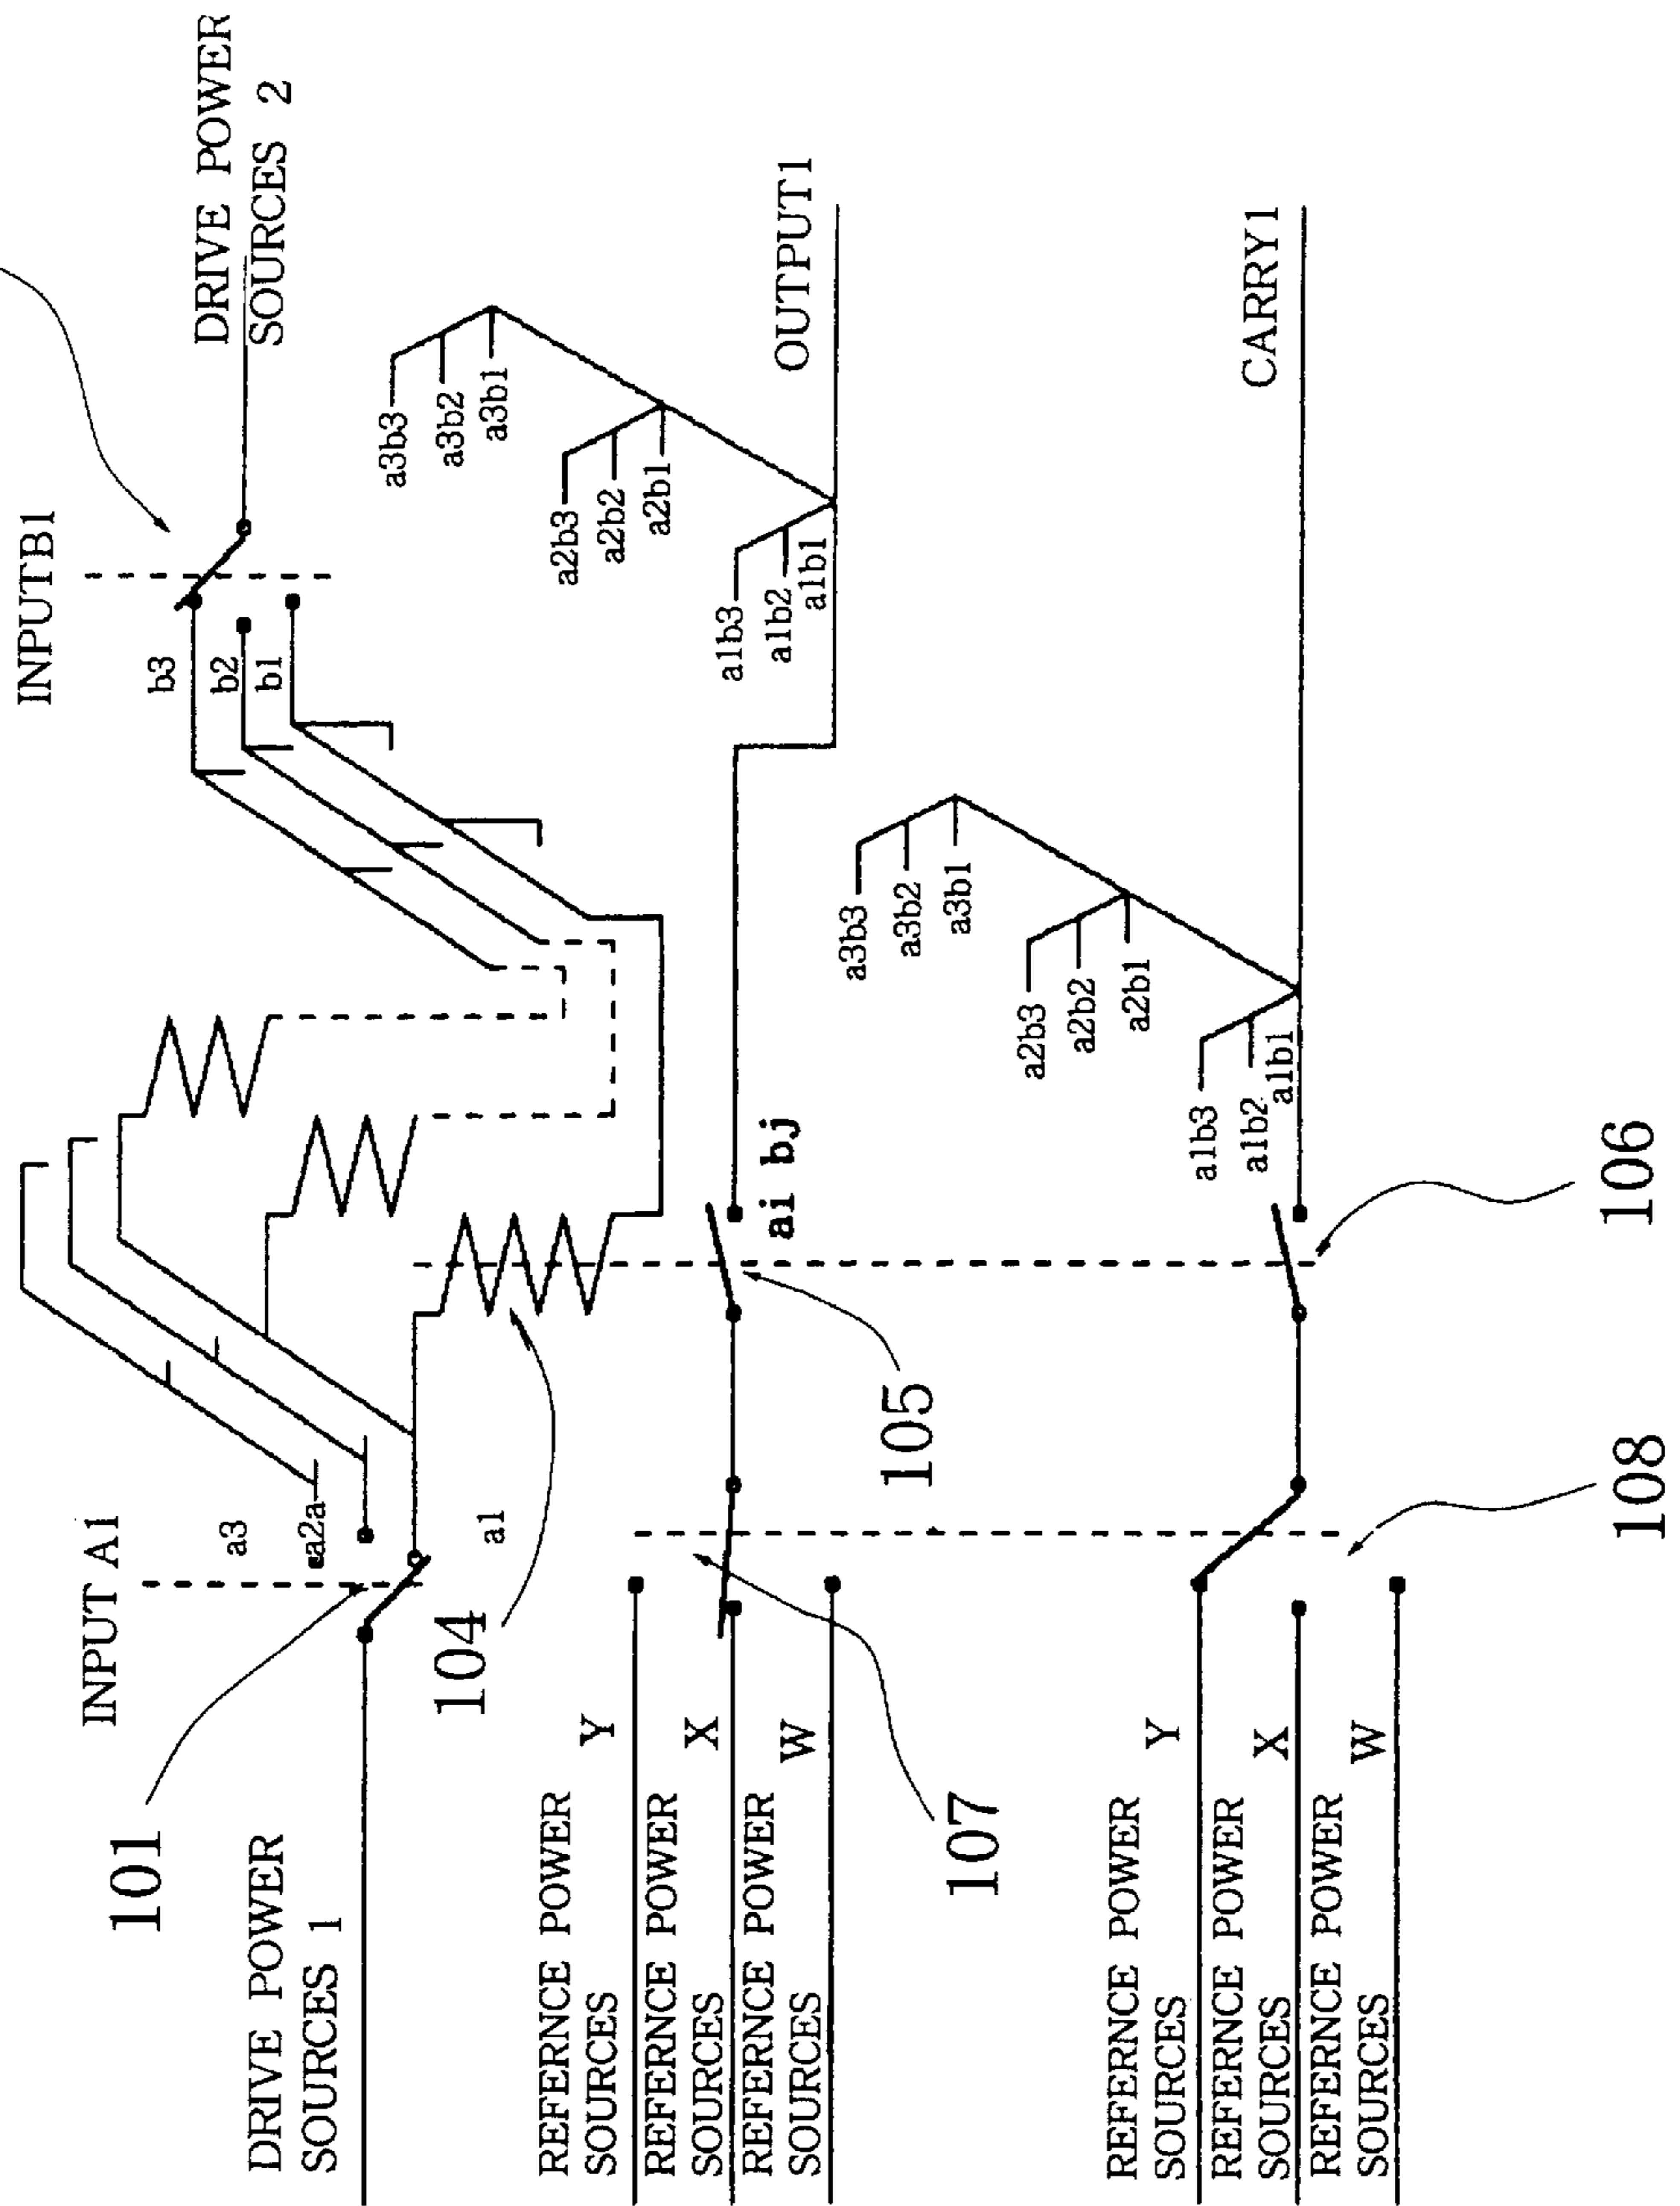 INPUT A1
a3
a2a
a1
101
DRIVE POWER
SOURCES 1
104
INPUTB1
b3
b2
b1
DRIVE POWER
SOURCES 2
a3b3
a3b2
a3b1
a2b3
a2b2
a2b1
a1b3
a1b2
a1b1
OUTPUT1
ai bj
105
107
REFERNCE POWER
SOURCES Y
REFERNCE POWER
SOURCES X
REFERNCE POWER
SOURCES W
a3b3
a3b2
a3b1
a2b3
a2b2
a2b1
a1b3
a1b2
a1b1
CARRY1
106
108
REFERNCE POWER
SOURCES Y
REFERNCE POWER
SOURCES X
REFERNCE POWER
SOURCES W